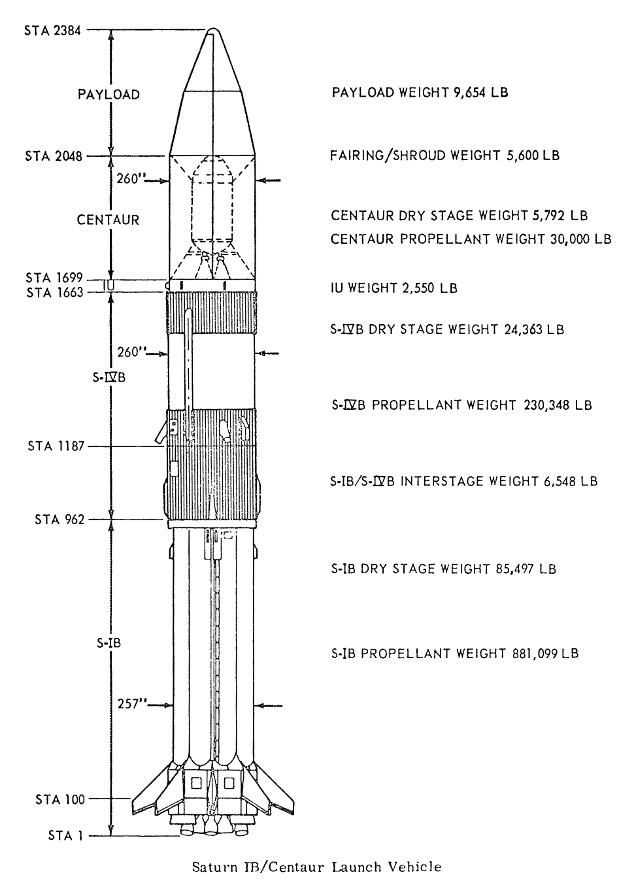 STA 2384
PAYLOAD
PAYLOAD WEIGHT 9,654 LB
STA 2048
FAIRING/SHROUD WEIGHT 5,600 LB
260"
CENTAUR
CENTAUR DRY STAGE WEIGHT 5,792 LB
CENTAUR PROPELLANT WEIGHT 30,000 LB
STA 1699
IU
IU WEIGHT 2,550 LB
STA 1663
S-IVB DRY STAGE WEIGHT 24,363 LB
260"
S-IVB
S-IVB PROPELLANT WEIGHT 230,348 LB
STA 1187
S-IB/S-IVB INTERSTAGE WEIGHT 6,548 LB
STA 962
S-IB DRY STAGE WEIGHT 85,497 LB
S-IB
S-IB PROPELLANT WEIGHT 881,099 LB
257"
STA 100
STA 1
Saturn IB/Centaur Launch Vehicle